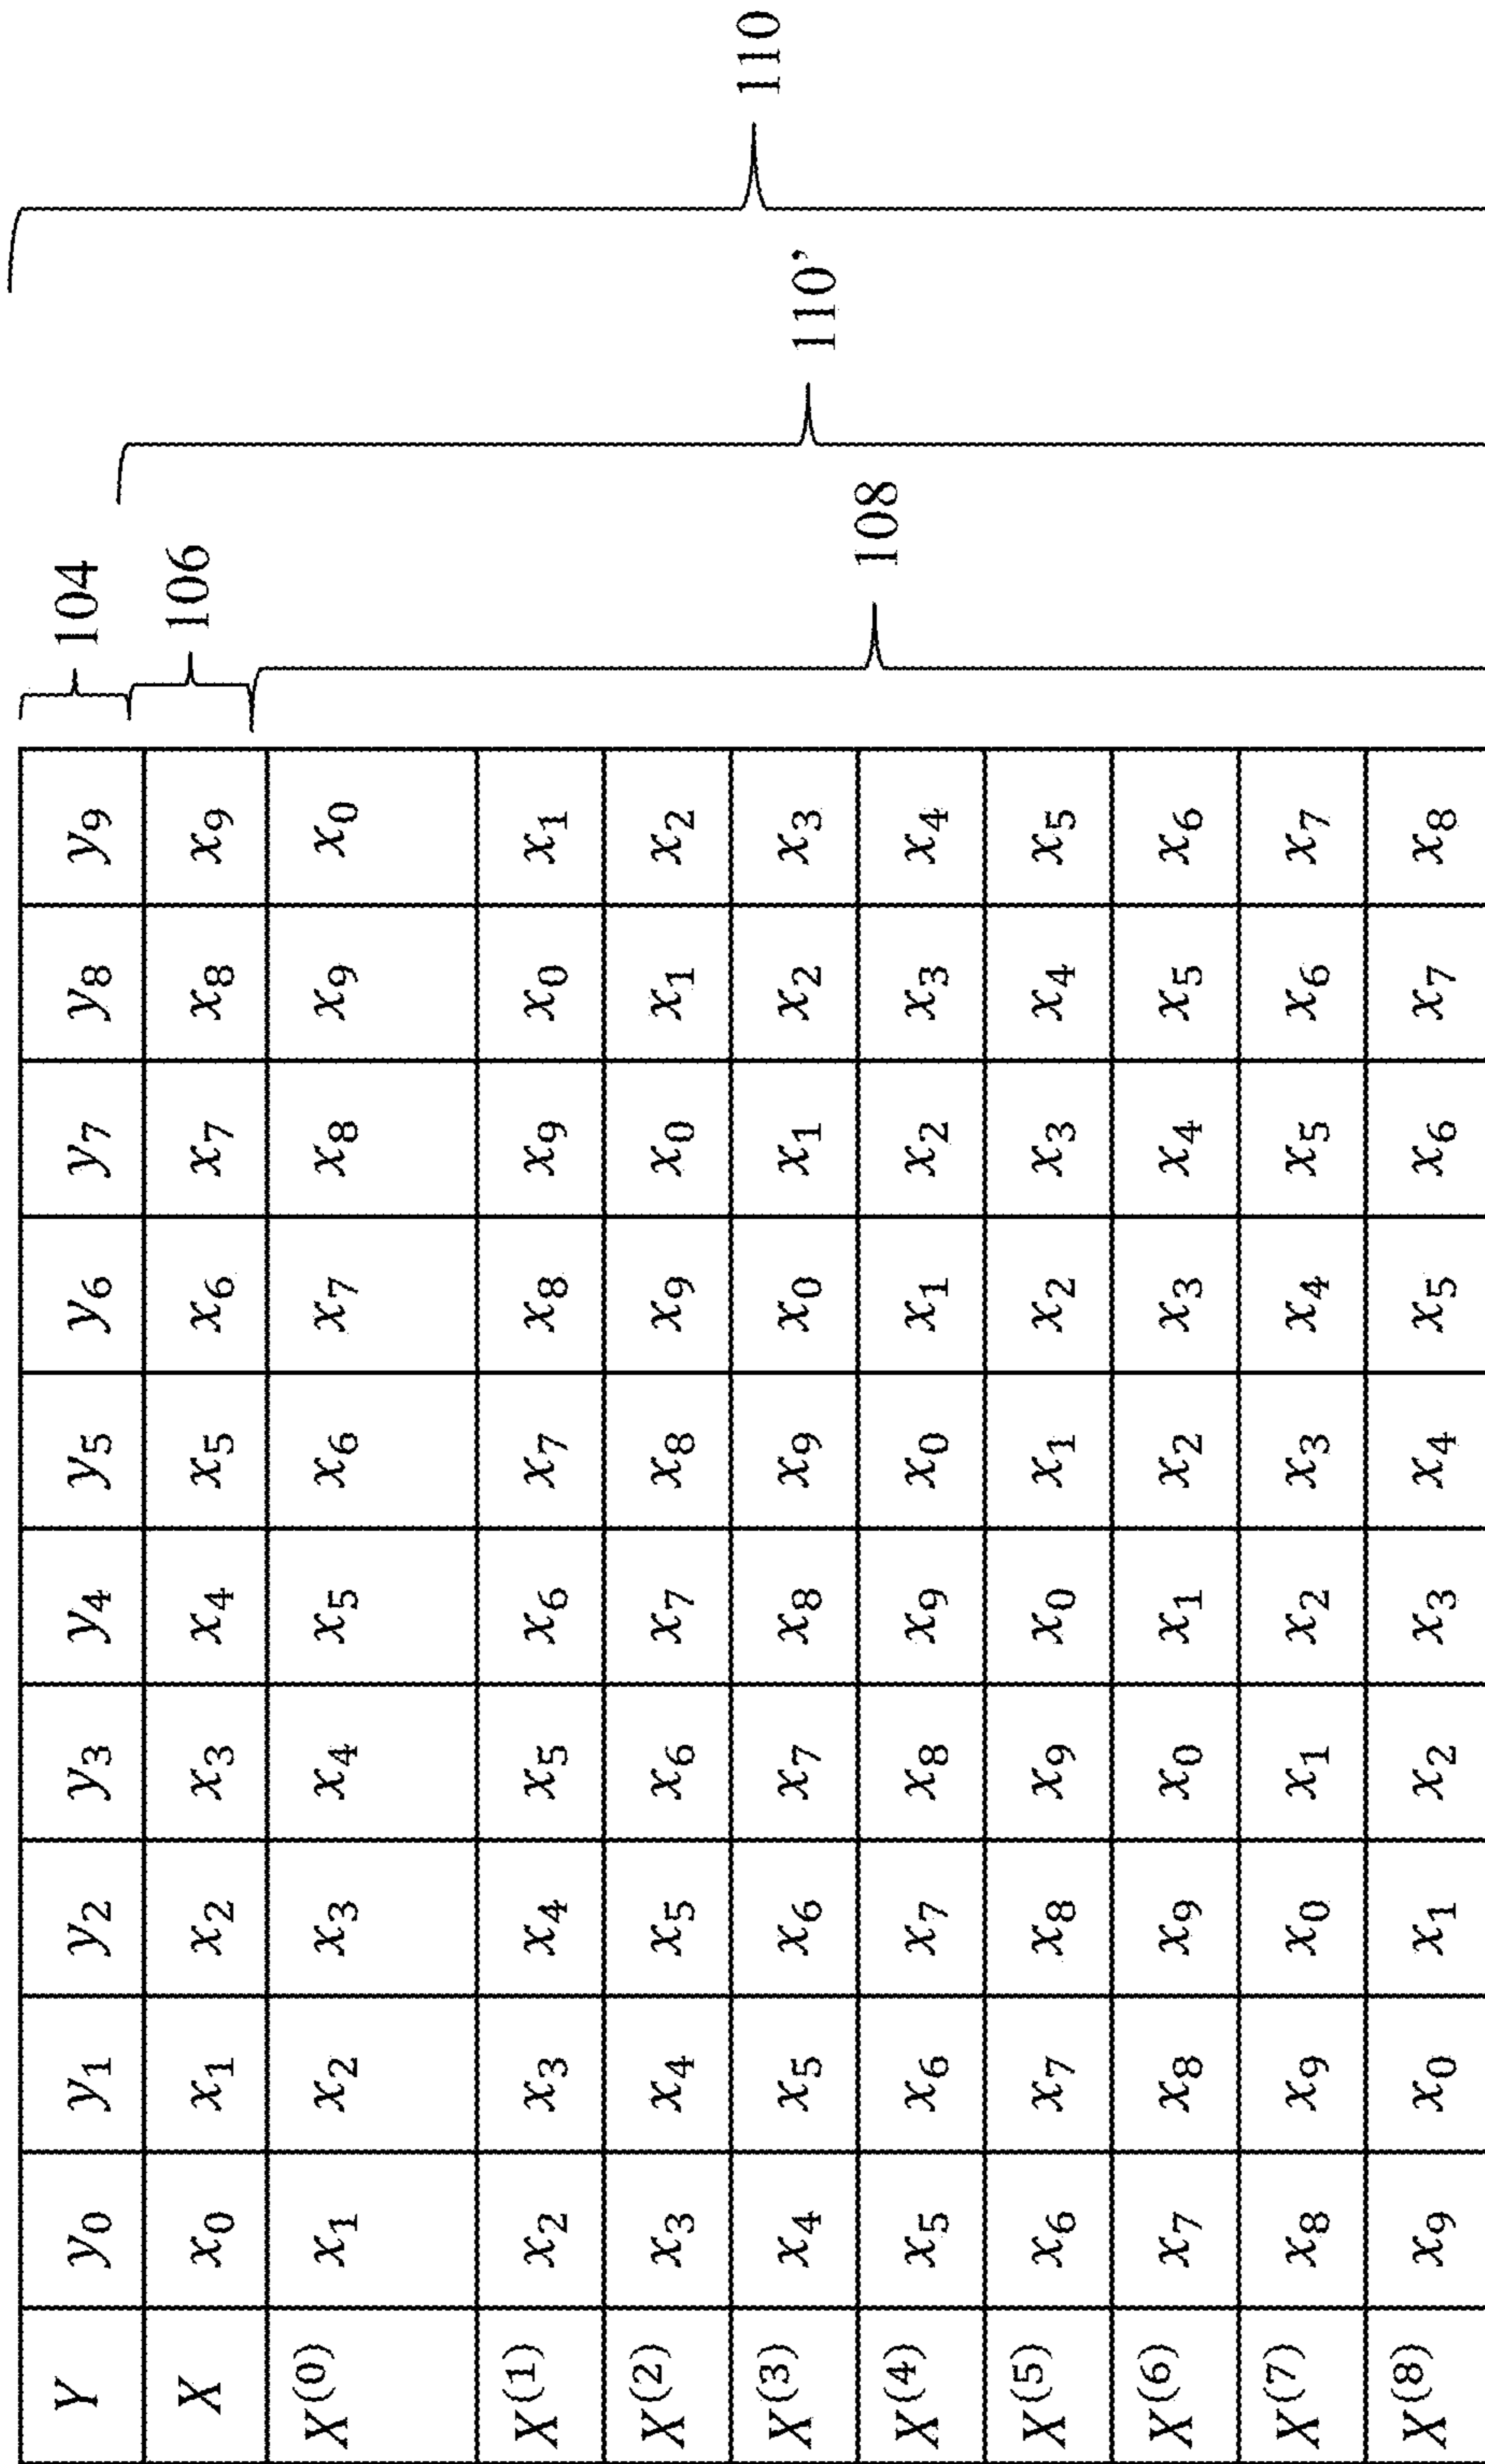 Y y₀ y₁ y₂ y₃ y₄ y₅ y₆ y₇ y₈ y₉ 104
X x₀ x₁ x₂ x₃ x₄ x₅ x₆ x₇ x₈ x₉ 106
X⁽⁰⁾ x₁ x₂ x₃ x₄ x₅ x₆ x₇ x₈ x₉ x₀
X⁽¹⁾ x₂ x₃ x₄ x₅ x₆ x₇ x₈ x₉ x₀ x₁
X⁽²⁾ x₃ x₄ x₅ x₆ x₇ x₈ x₉ x₀ x₁ x₂
X⁽³⁾ x₄ x₅ x₆ x₇ x₈ x₉ x₀ x₁ x₂ x₃
X⁽⁴⁾ x₅ x₆ x₇ x₈ x₉ x₀ x₁ x₂ x₃ x₄
X⁽⁵⁾ x₆ x₇ x₈ x₉ x₀ x₁ x₂ x₃ x₄ x₅
X⁽⁶⁾ x₇ x₈ x₉ x₀ x₁ x₂ x₃ x₄ x₅ x₆
X⁽⁷⁾ x₈ x₉ x₀ x₁ x₂ x₃ x₄ x₅ x₆ x₇
X⁽⁸⁾ x₉ x₀ x₁ x₂ x₃ x₄ x₅ x₆ x₇ x₈
108
110’
110